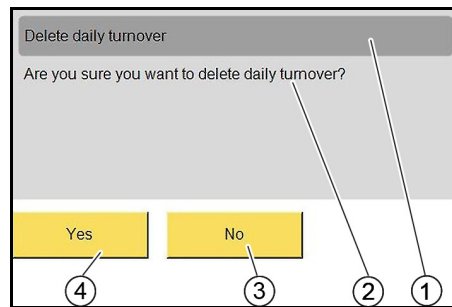 Delete daily turnover
Are you sure you want to delete daily turnover?
Yes
No
4
3
2
1